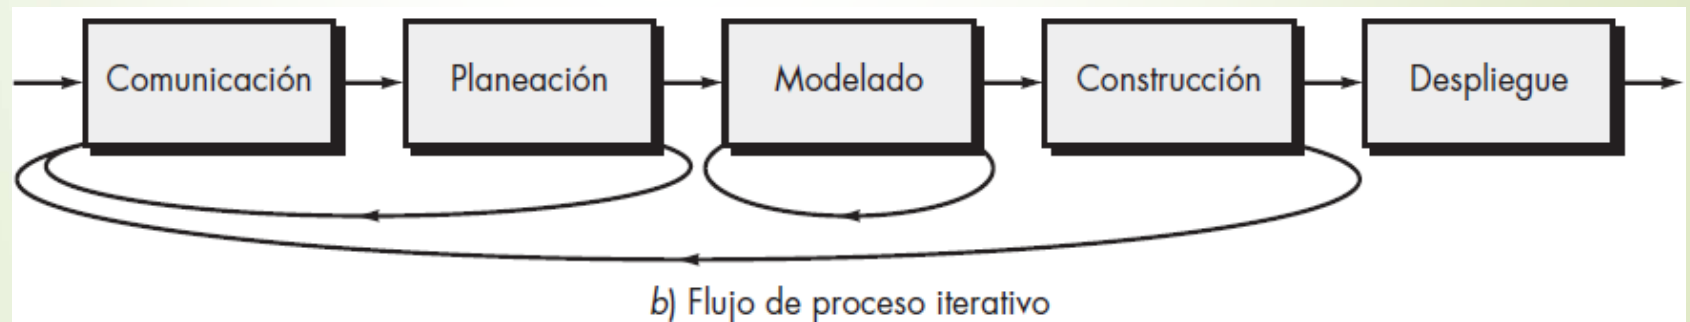 Comunicación Planeación Modelado Construcción Despliegue
b) Flujo de proceso iterativo